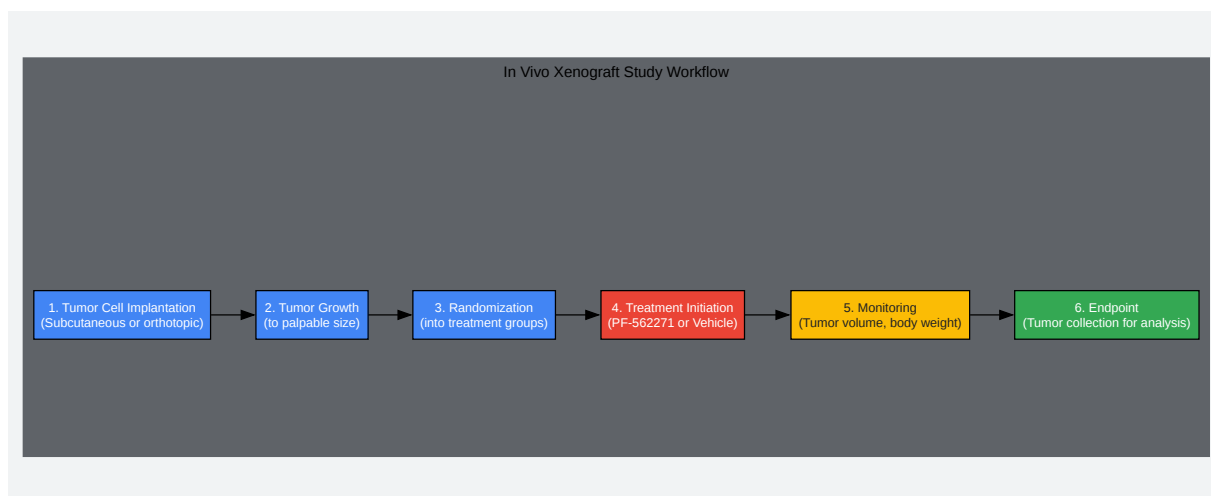 In Vivo Xenograft Study Workflow
1. Tumor Cell Implantation
(Subcutaneous or orthotopic)
2. Tumor Growth
(to palpable size)
3. Randomization
(into treatment groups)
4. Treatment Initiation
(PF-562271 or Vehicle)
5. Monitoring
(Tumor volume, body weight)
6. Endpoint
(Tumor collection for analysis)